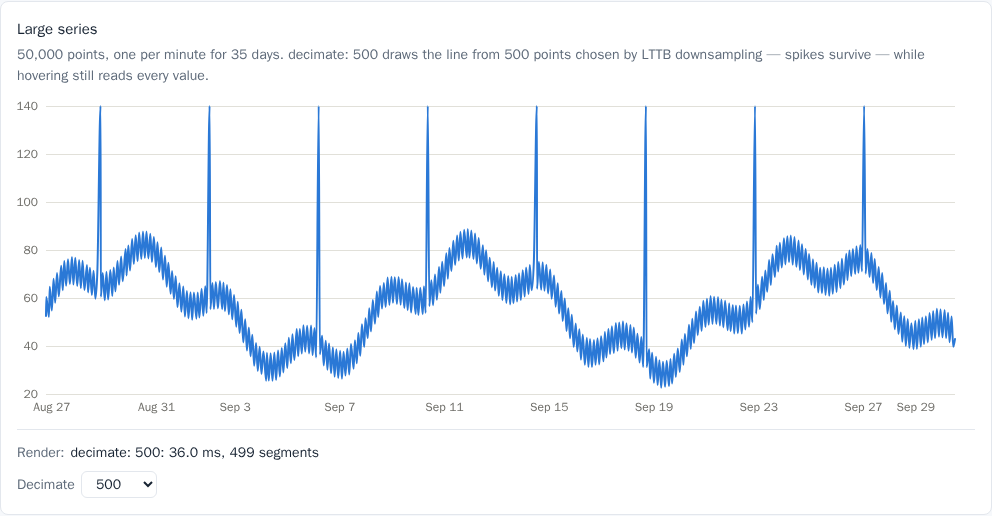 Large series
50,000 points, one per minute for 35 days. decimate: 500 draws the line from 500 points chosen by LTTB downsampling — spikes survive — while
hovering still reads every value.
140
120
100
80
60
40
20
Aug 27 Aug 31 Sep 3 Sep 7 Sep 11 Sep 15 Sep 19 Sep 23 Sep 27 Sep 29
Render: decimate: 500: 36.0 ms, 499 segments
Decimate 500